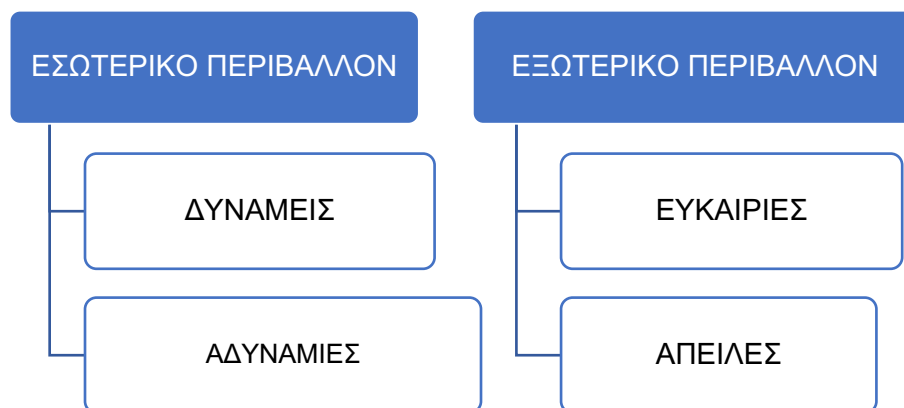 ΕΣΩΤΕΡΙΚΟ ΠΕΡΙΒΑΛΛΟΝ
ΔΥΝΑΜΕΙΣ
ΑΔΥΝΑΜΙΕΣ
ΕΞΩΤΕΡΙΚΟ ΠΕΡΙΒΑΛΛΟΝ
ΕΥΚΑΙΡΙΕΣ
ΑΠΕΙΛΕΣ